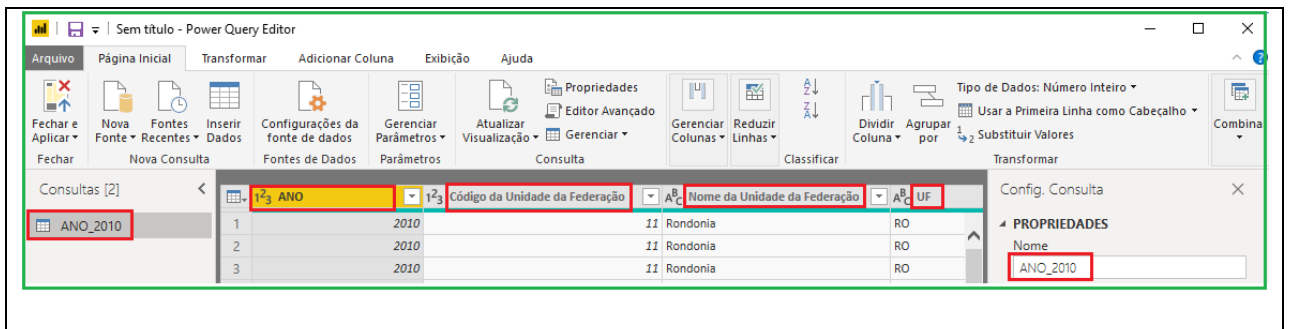 Sem título - Power Query Editor
Arquivo Página Inicial Transformar Adicionar Coluna Exibição Ajuda
Fechar e Aplicar
Nova Fonte
Fontes Recentes
Inserir Dados
Configurações da fonte de dados
Gerenciar Parâmetros
Atualizar Visualização
Propriedades
Editor Avançado
Gerenciar
Gerenciar Colunas
Reduzir Linhas
Dividir Coluna
Agrupar por
Tipo de Dados: Número Inteiro
Usar a Primeira Linha como Cabeçalho
Substituir Valores
Combina
Fechar Nova Consulta Fontes de Dados Parâmetros Consulta Classificar Transformar
Consultas [2]
ANO_2010
ANO Código da Unidade da Federação Nome da Unidade da Federação UF
1 2010 11 Rondonia RO
2 2010 11 Rondonia RO
3 2010 11 Rondonia RO
Config. Consulta
PROPRIEDADES
Nome
ANO_2010